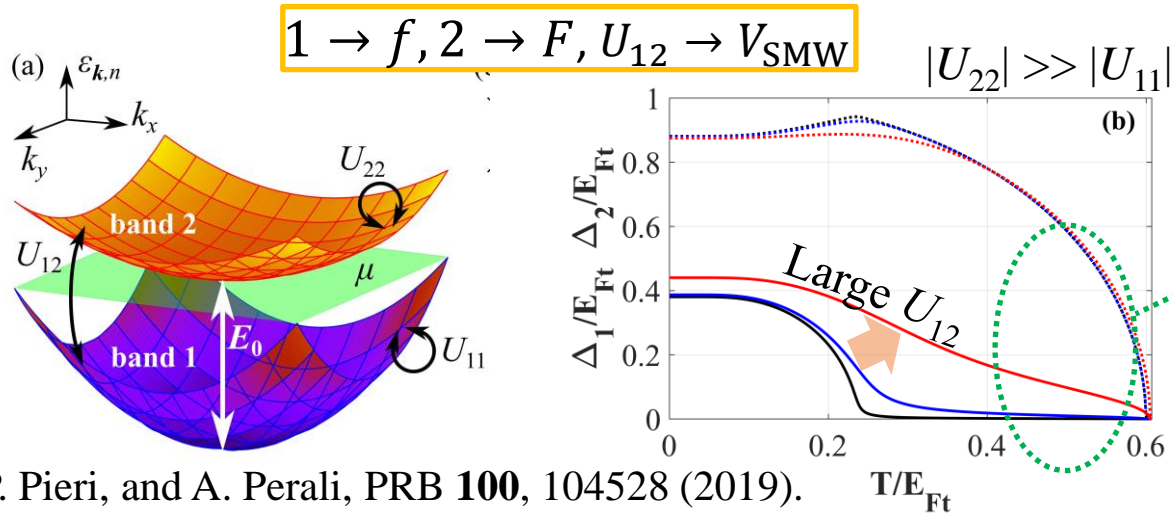 1 → f, 2 → F, U₁₂ → V_SMW
(a)
ε_{k,n}
k_x
k_y
U₂₂
band 2
U₁₂
μ
band 1
E₀
U₁₁
|U₂₂| >> |U₁₁|
(b)
Δ₁/E_Ft Δ₂/E_Ft
1
0.8
0.6
0.4
0.2
0
Large U₁₂
0 0.2 0.4 0.6
T/E_Ft
. Pieri, and A. Perali, PRB 100, 104528 (2019).